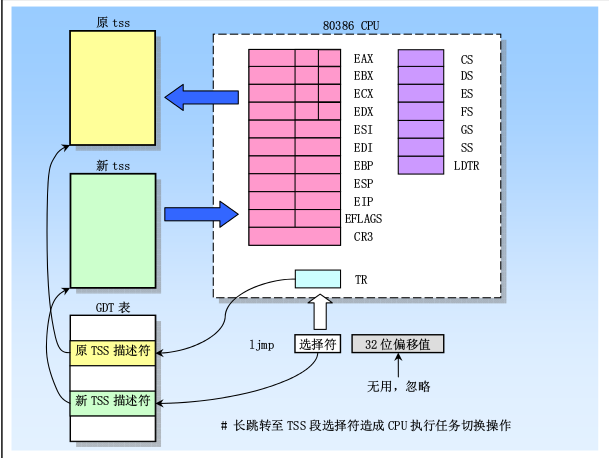 原 tss
80386 CPU
EAX
EBX
ECX
EDX
ESI
EDI
EBP
ESP
EIP
EFLAGS
CR3
CS
DS
ES
FS
GS
SS
LDTR
新 tss
TR
GDT 表
原 TSS 描述符
新 TSS 描述符
ljmp
选择符
32 位偏移值
无用，忽略
# 长跳转至 TSS 段选择符造成 CPU 执行任务切换操作